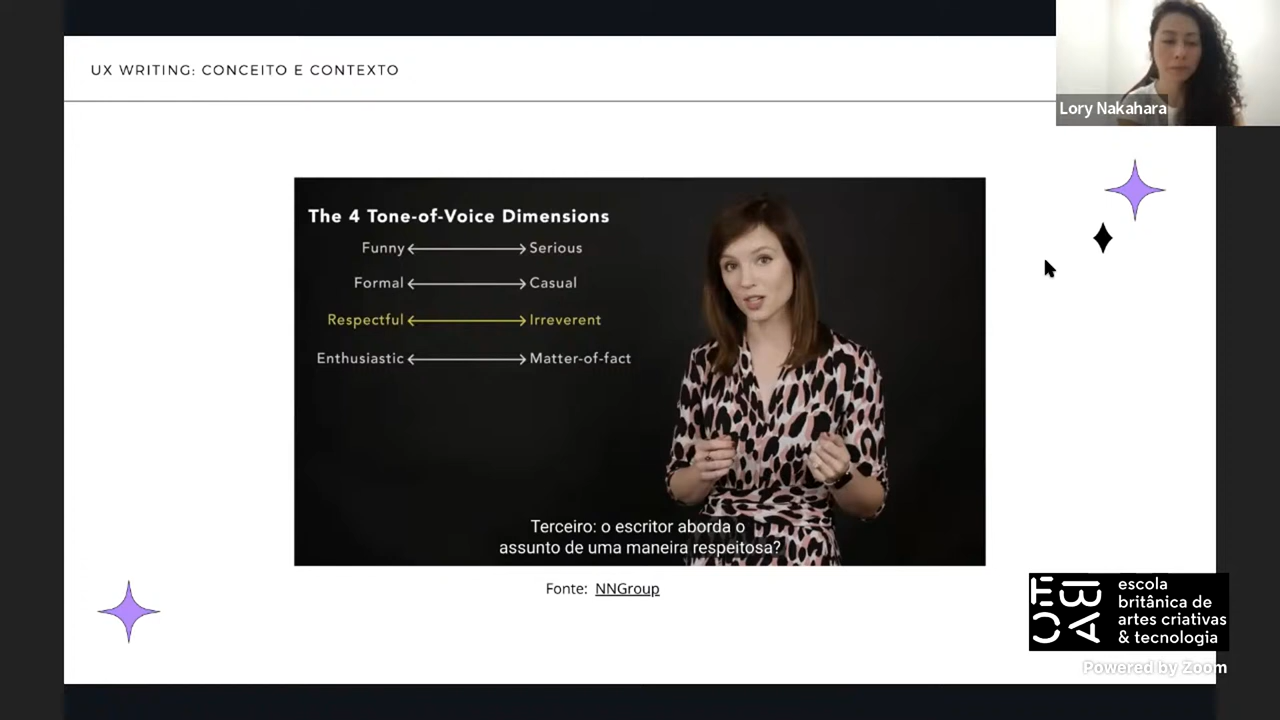 UX WRITING: CONCEITO E CONTEXTO
Lory Nakahara
The 4 Tone-of-Voice Dimensions
Funny Serious
Formal Casual
Respectful Irreverent
Enthusiastic Matter-of-fact
Terceiro: o escritor aborda o
assunto de uma maneira respeitosa?
Fonte: NNGroup
escola
britânica de
artes criativas
& tecnologia
Powered by Zoom